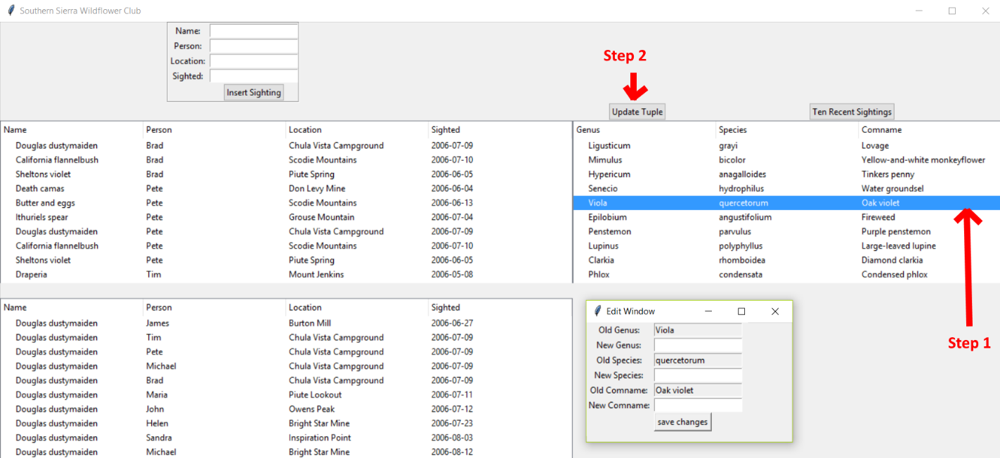 Southern Sierra Wildflower Club
Name:
Person:
Location:
Sighted:
Insert Sighting
Step 2
Update Tuple
Ten Recent Sightings
Name Person Location Sighted
Douglas dustymaiden Brad Chula Vista Campground 2006-07-09
California flannelbush Brad Scodie Mountains 2006-07-10
Sheltons violet Brad Piute Spring 2006-06-05
Death camas Pete Don Levy Mine 2006-06-04
Butter and eggs Pete Scodie Mountains 2006-06-13
Ithuriels spear Pete Grouse Mountain 2006-07-04
Douglas dustymaiden Pete Chula Vista Campground 2006-07-09
California flannelbush Pete Scodie Mountains 2006-07-10
Sheltons violet Pete Piute Spring 2006-06-05
Draperia Tim Mount Jenkins 2006-05-08
Genus Species Comname
Ligusticum grayi Lovage
Mimulus bicolor Yellow-and-white monkeyflower
Hypericum anagalloides Tinkers penny
Senecio hydrophilus Water groundsel
Viola quercetorum Oak violet
Epilobium angustifolium Fireweed
Penstemon parvulus Purple penstemon
Lupinus polyphyllus Large-leaved lupine
Clarkia rhomboidea Diamond clarkia
Phlox condensata Condensed phlox
Step 1
Name Person Location Sighted
Douglas dustymaiden James Burton Mill 2006-06-27
Douglas dustymaiden Tim Chula Vista Campground 2006-07-09
Douglas dustymaiden Pete Chula Vista Campground 2006-07-09
Douglas dustymaiden Michael Chula Vista Campground 2006-07-09
Douglas dustymaiden Brad Chula Vista Campground 2006-07-09
Douglas dustymaiden Maria Piute Lookout 2006-07-11
Douglas dustymaiden John Owens Peak 2006-07-12
Douglas dustymaiden Helen Bright Star Mine 2006-07-23
Douglas dustymaiden Sandra Inspiration Point 2006-08-03
Douglas dustymaiden Michael Bright Star Mine 2006-08-12
Edit Window
Old Genus: Viola
New Genus:
Old Species: quercetorum
New Species:
Old Comname: Oak violet
New Comname:
save changes